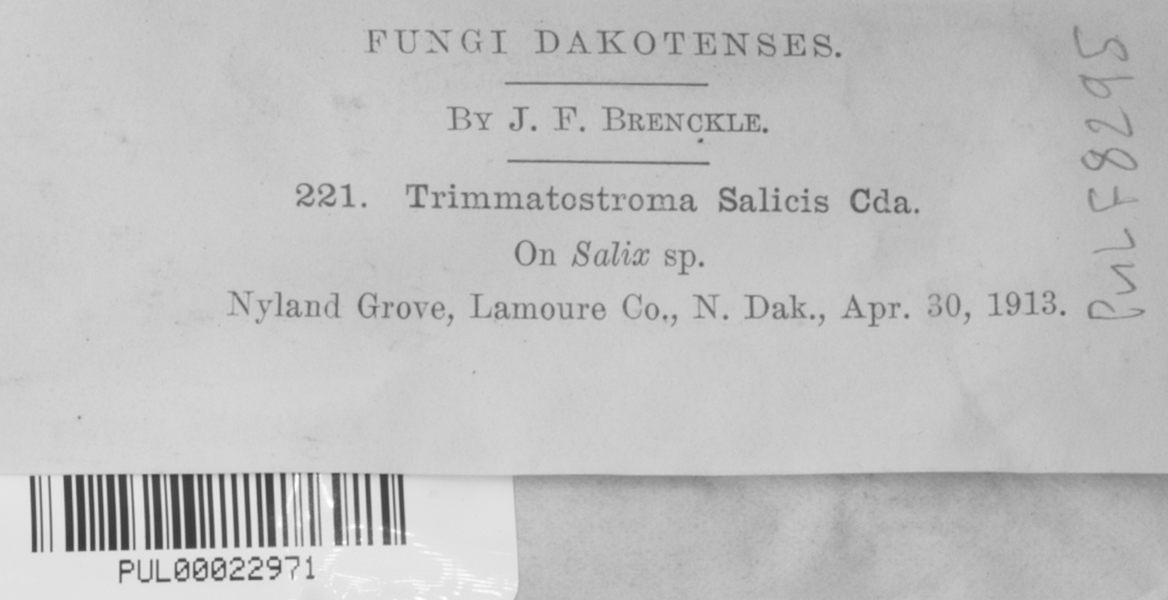 FUNGI DAKOTENSES.
BY J. F. BRENCKLE.
221. Trimmatostroma Salicis Cda.
On Salix sp.
Nyland Grove, Lamoure Co., N. Dak., Apr. 30, 1913.
PUL F8295
PUL00022971